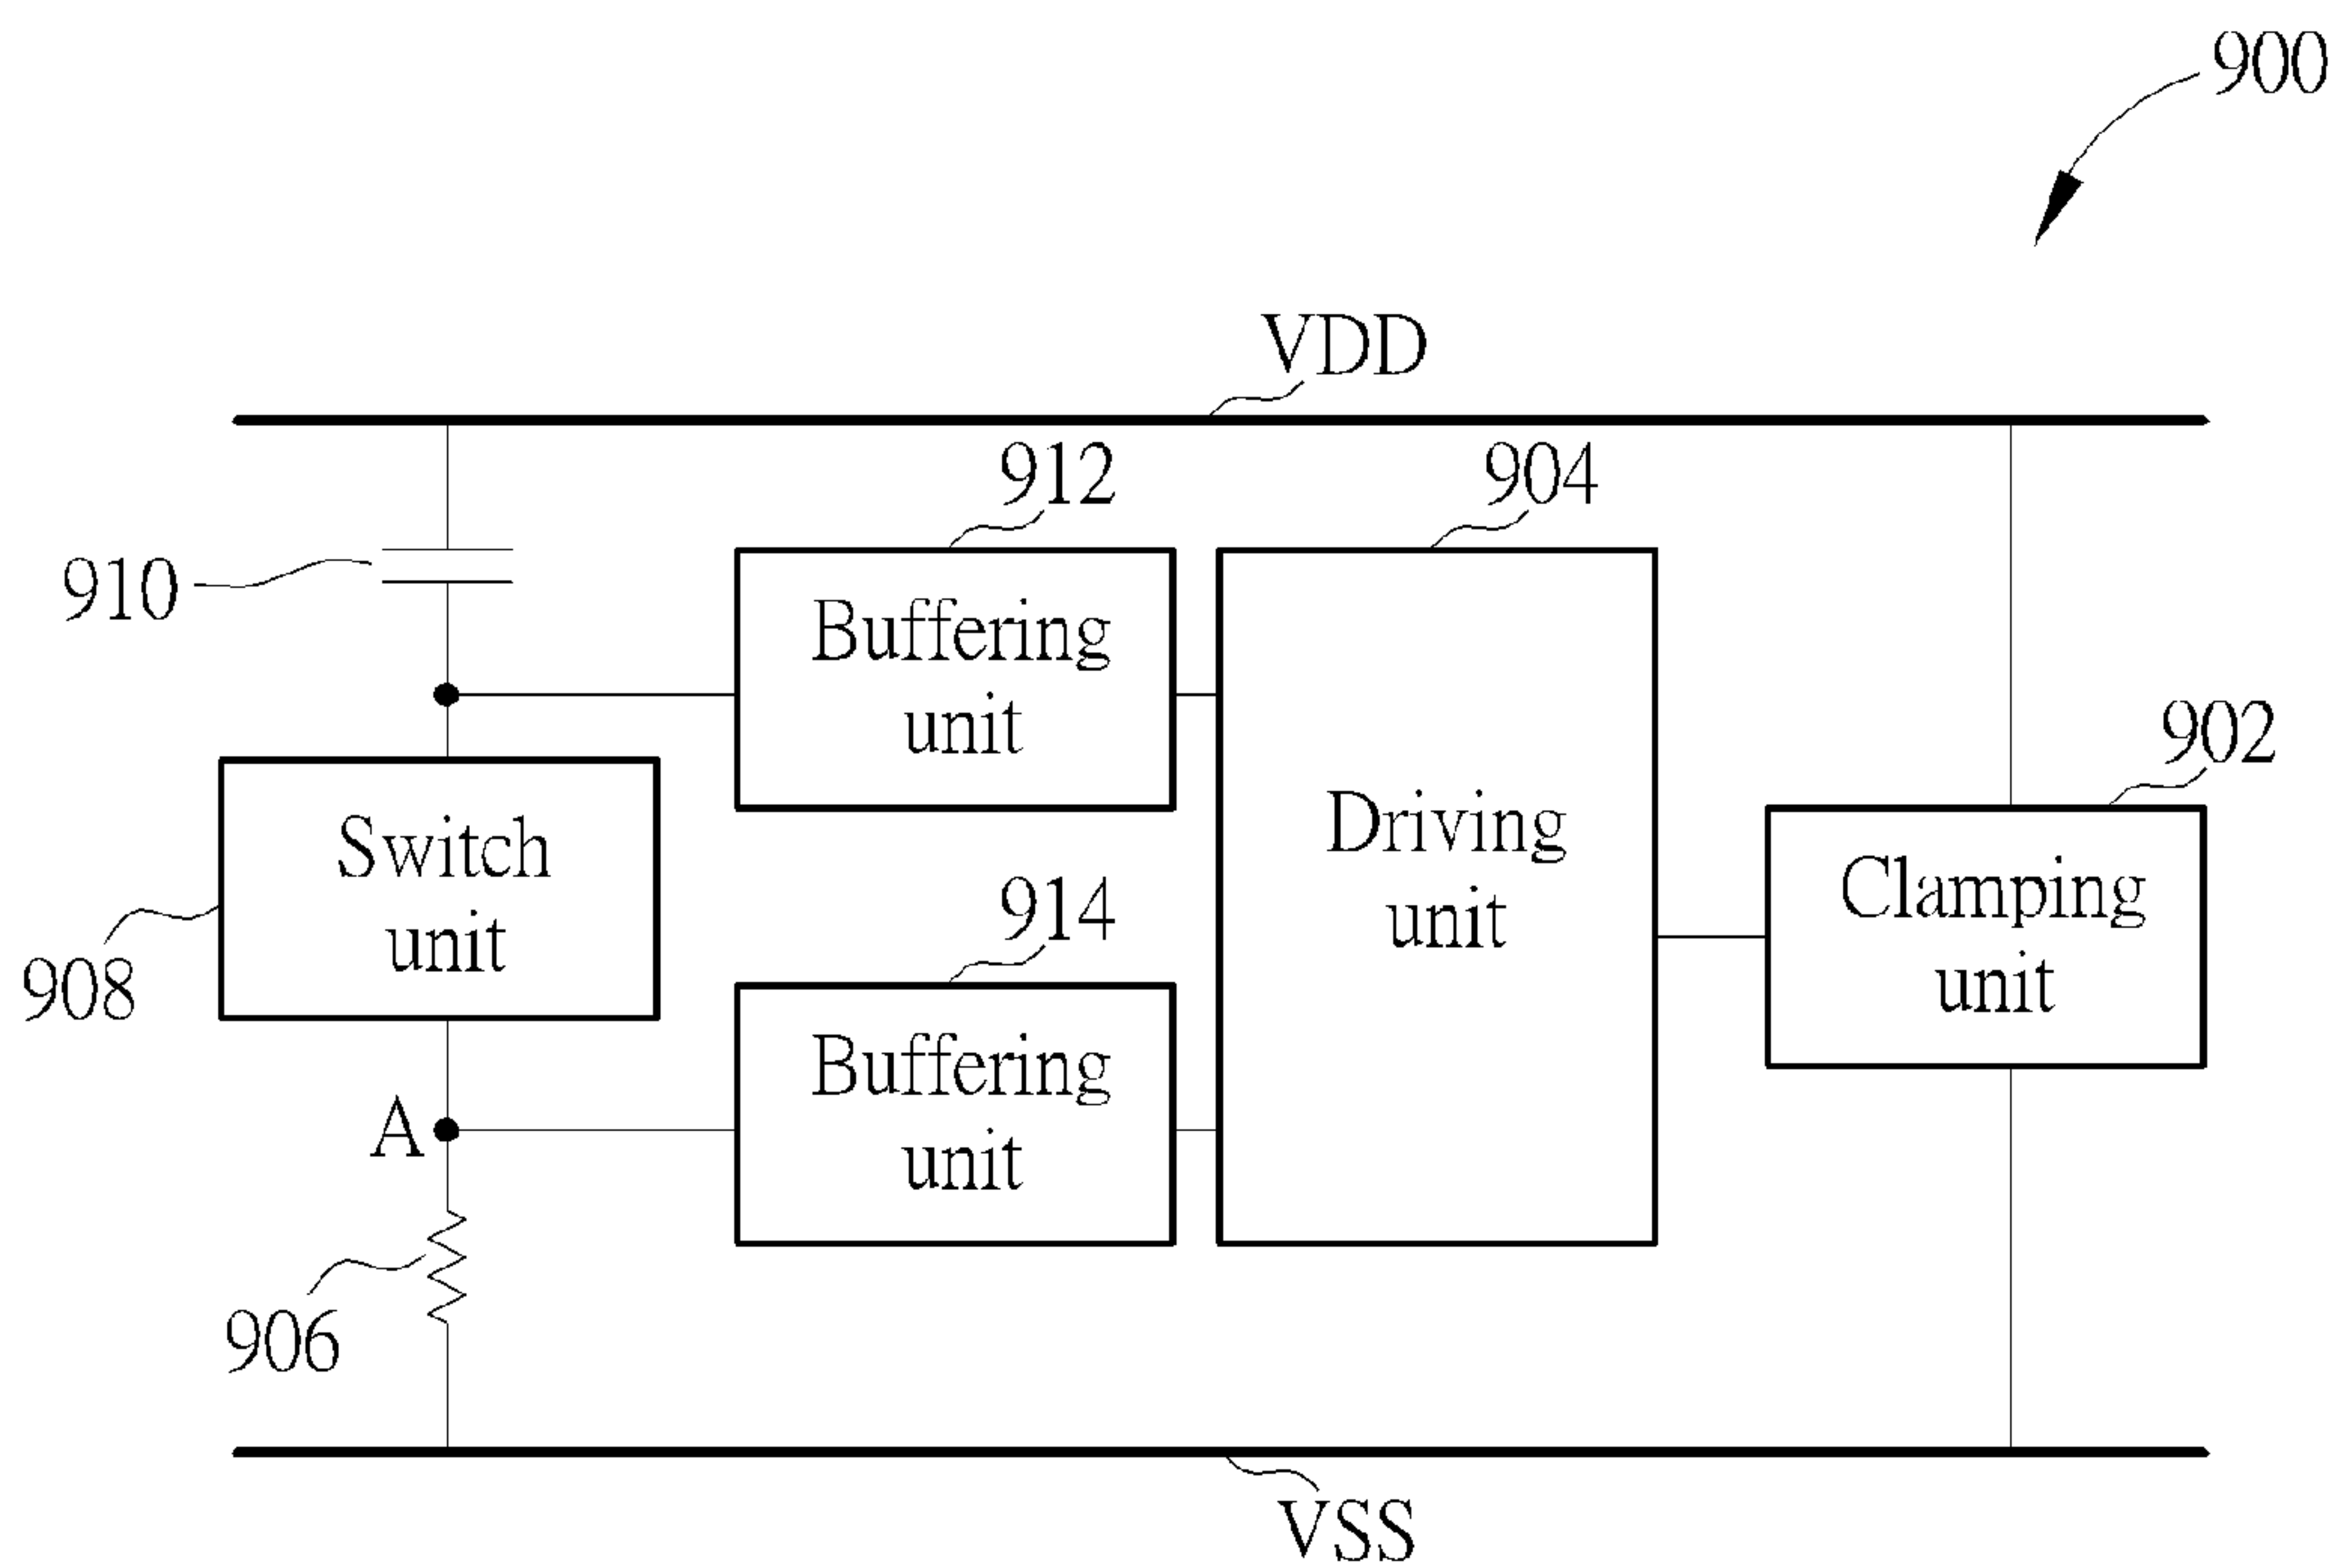 900
VDD
912
904
910
Buffering
unit
902
Switch
unit
908
914
Driving
unit
Clamping
unit
A
Buffering
unit
906
VSS